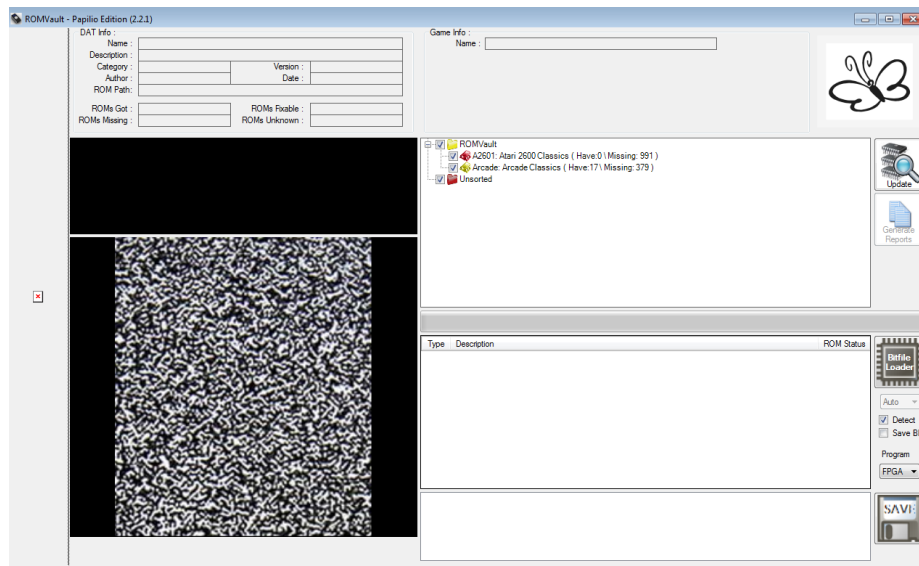 ROMVault - Papilio Edition (2.2.1)
DAT Info :
Name :
Description :
Category :
Version :
Author :
Date :
ROM Path:
ROMs Got :
ROMs Fixable :
ROMs Missing :
ROMs Unknown :
Game Info :
Name :
ROMVault
A2601: Atari 2600 Classics ( Have:0 \ Missing: 991 )
Arcade: Arcade Classics ( Have:17 \ Missing: 379 )
Unsorted
Update
Generate
Reports
Type
Description
ROM Status
Bitfile
Loader
Auto
Detect
Save BI
Program
FPGA
SAVE